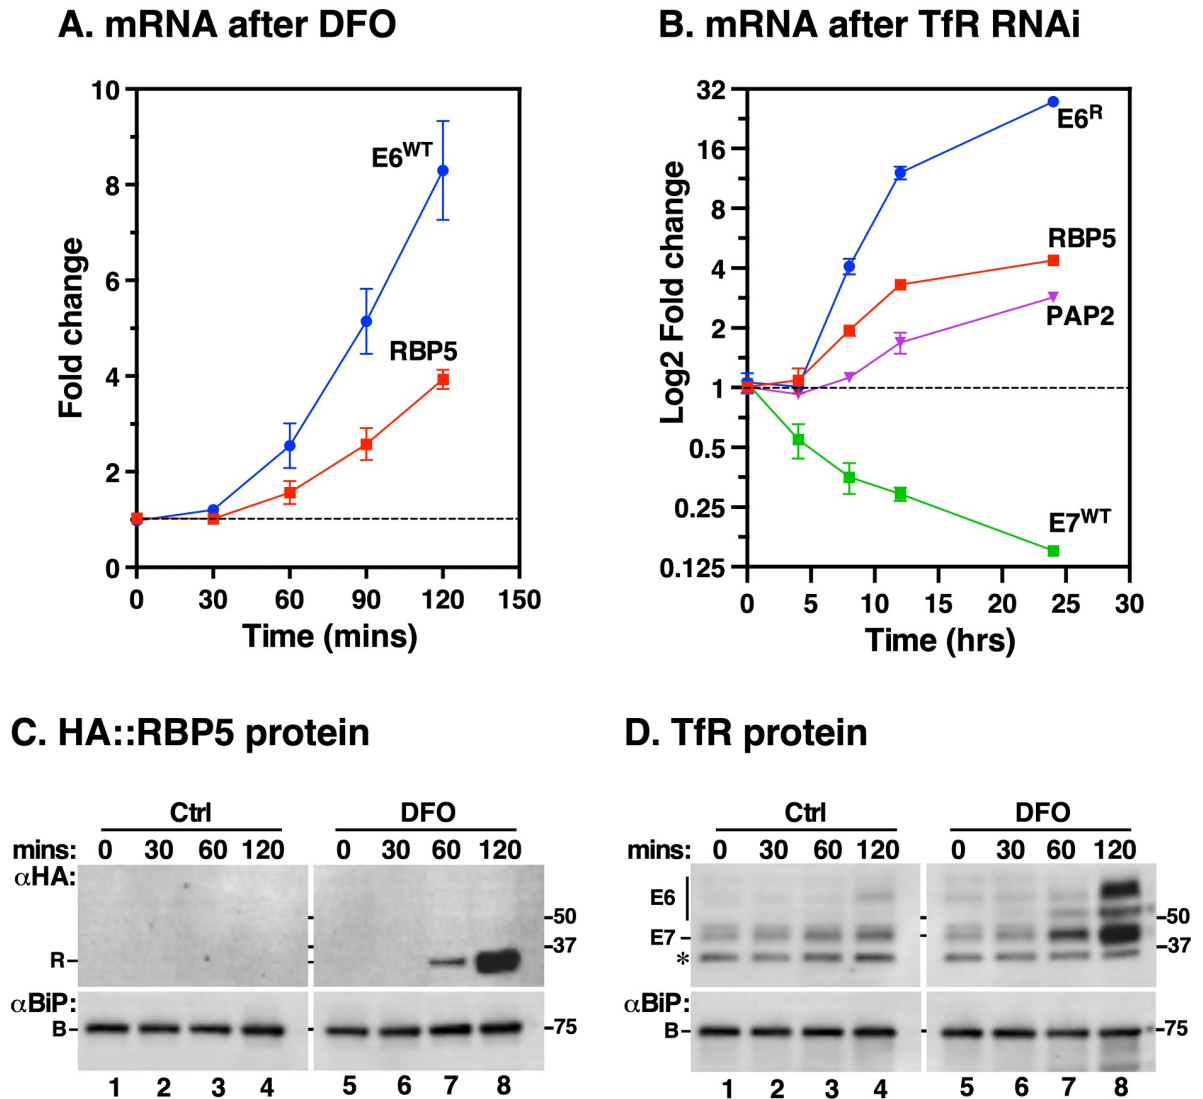 A. mRNA after DFO
10
8
6
4
2
0
Fold change
E6WT
RBP5
0 30 60 90 120 150
Time (mins)
B. mRNA after TfR RNAi
32
16
8
4
2
1
0.5
0.25
0.125
Log2 Fold change
E6R
RBP5
PAP2
E7WT
0 5 10 15 20 25 30
Time (hrs)
C. HA::RBP5 protein
Ctrl DFO
mins: 0 30 60 120 0 30 60 120
αHA:
-50
-37
R-
αBiP:
B- -75
1 2 3 4 5 6 7 8
D. TfR protein
Ctrl DFO
mins: 0 30 60 120 0 30 60 120
E6
-50
E7-
-37
*
αBiP:
B- -75
1 2 3 4 5 6 7 8